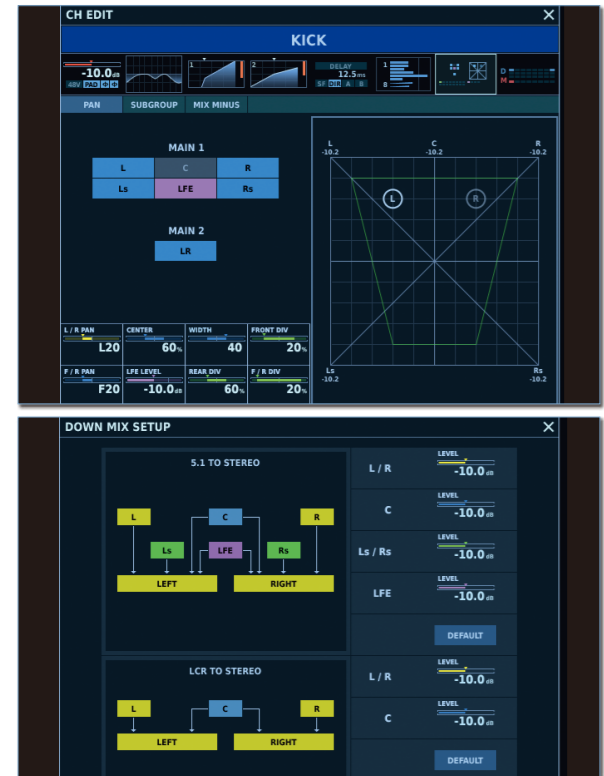 CH EDIT
KICK
-10.0dB
48V PAD
1
2
DELAY
12.5ms
SF DIR A B
1
8
D
M
PAN SUBGROUP MIX MINUS
MAIN 1
L C R
Ls LFE Rs
MAIN 2
LR
L C R
-10.2 -10.2 -10.2
L R
Ls Rs
-10.2 -10.2
L / R PAN CENTER WIDTH FRONT DIV
L20 60% 40 20%
F / R PAN LFE LEVEL REAR DIV F / R DIV
F20 -10.0dB 60% 20%
DOWN MIX SETUP
5.1 TO STEREO
L C R
Ls LFE Rs
LEFT RIGHT
LEVEL
L / R -10.0dB
LEVEL
C -10.0dB
LEVEL
Ls / Rs -10.0dB
LEVEL
LFE -10.0dB
DEFAULT
LCR TO STEREO
L C R
LEFT RIGHT
LEVEL
L / R -10.0dB
LEVEL
C -10.0dB
DEFAULT